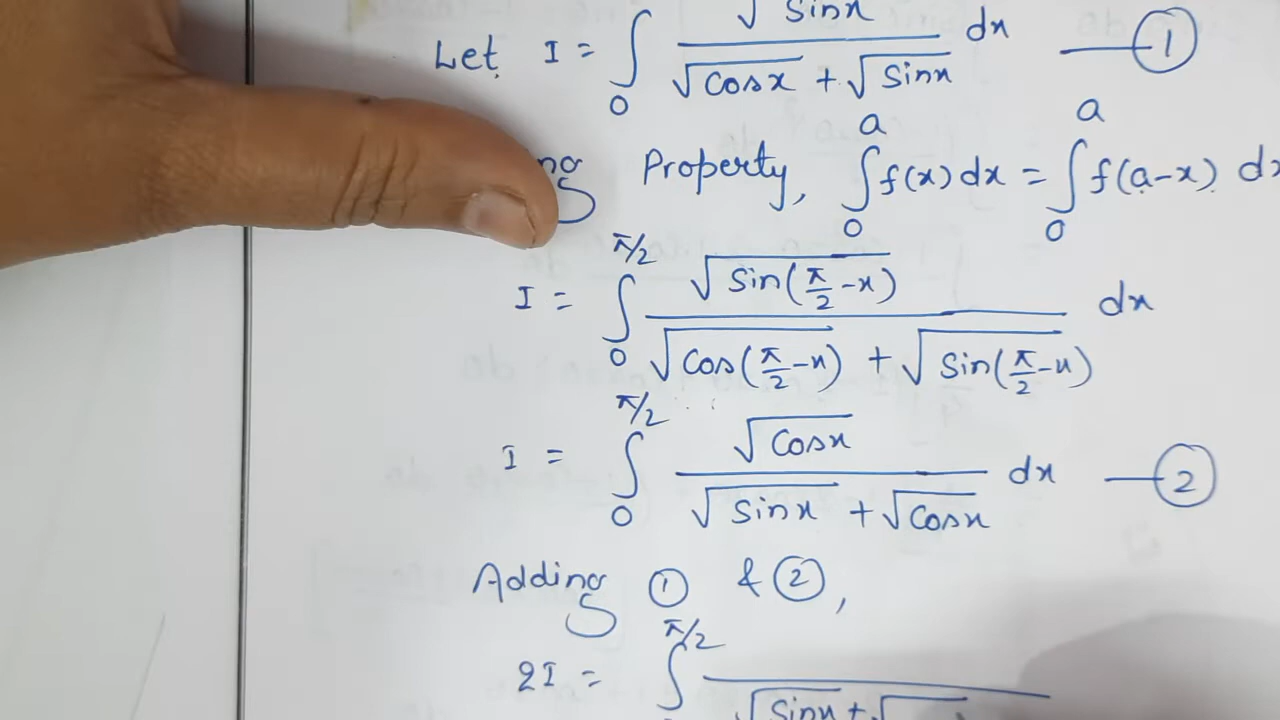 Let I = ∫₀ √Sinx / (√Cosx + √Sinx) dx —— ①
Property, ∫₀ᵃ f(x) dx = ∫₀ᵃ f(a-x) dx
I = ∫₀^π/2 √Sin(π/2 -x) / (√Cos(π/2 -x) + √Sin(π/2 -x)) dx
I = ∫₀^π/2 √Cosx / (√Sinx + √Cosx) dx —— ②
Adding ① & ②,
2I = ∫^π/2 / (√Sinx + √